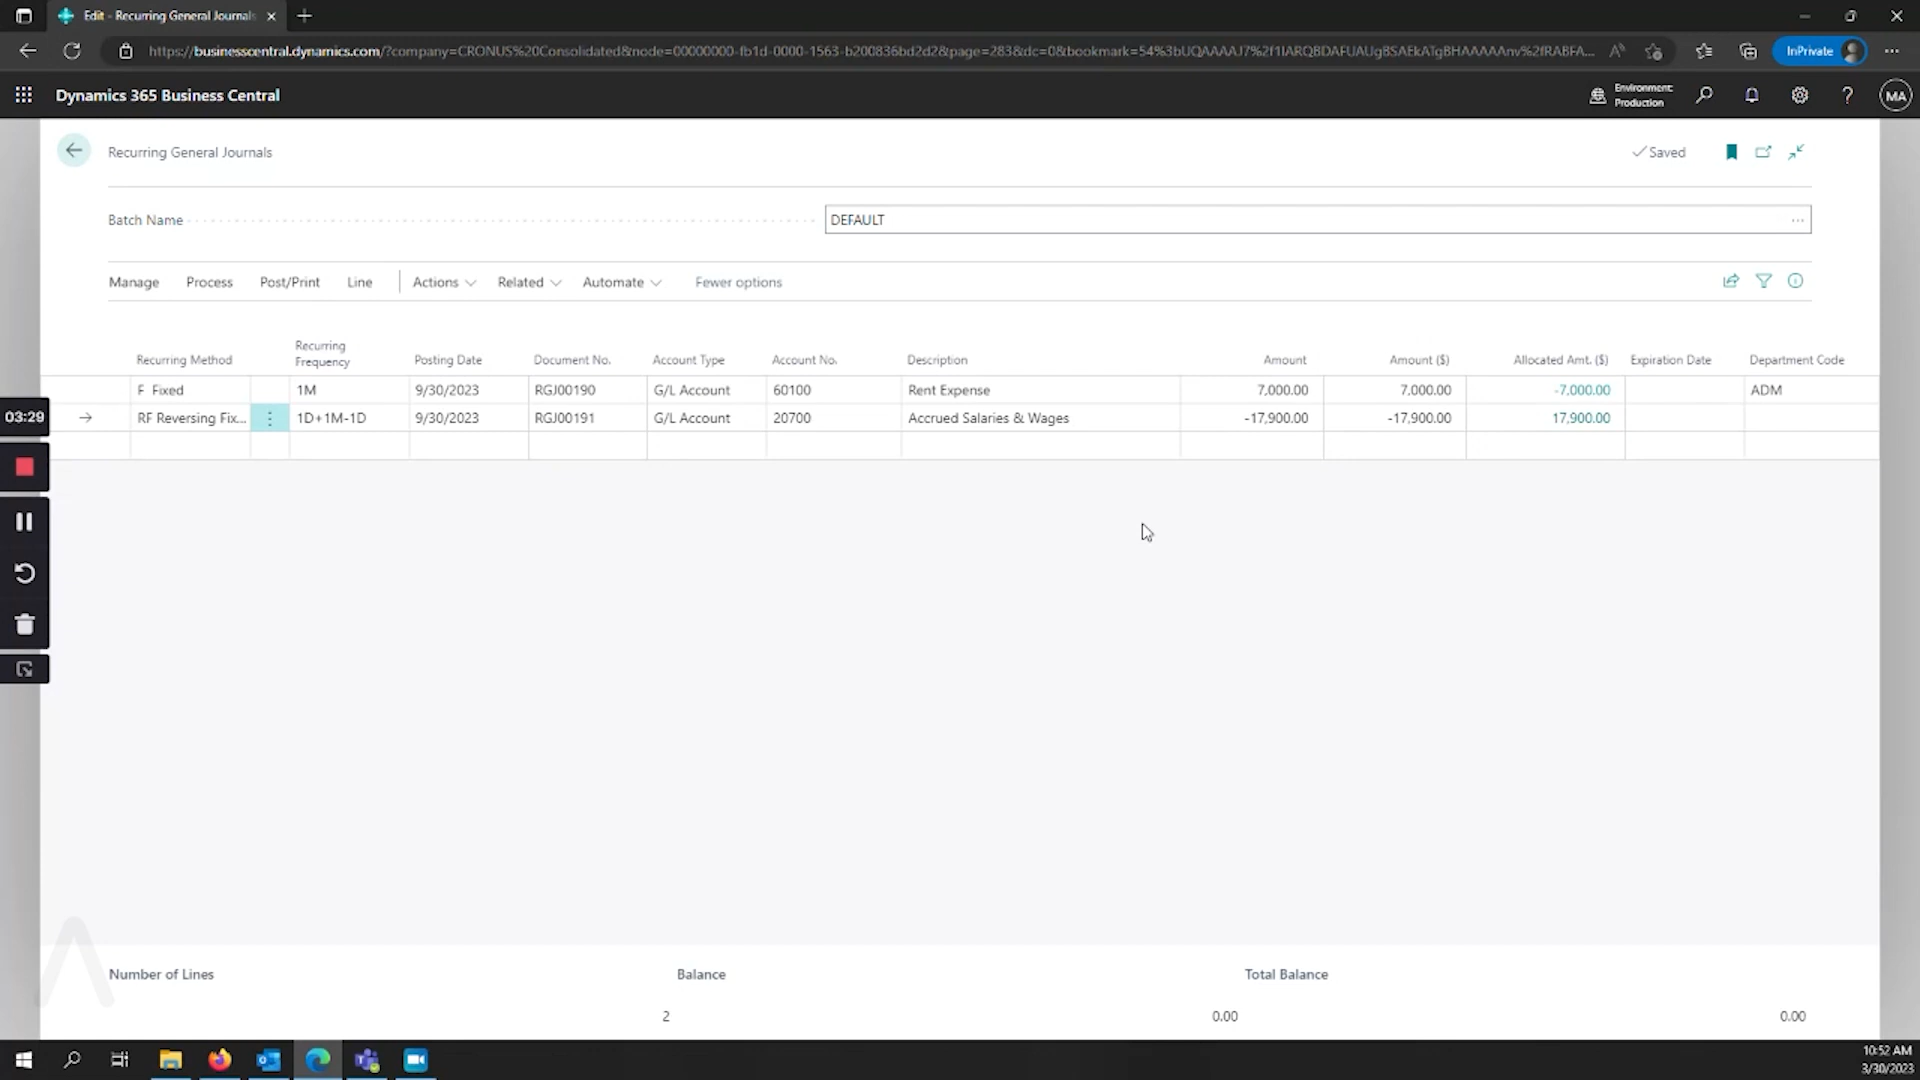 Edit - Recurring General Journals
https://businesscentral.dynamics.com/?company=CRONUS%20Consolidated&node=00000000-fb1d-0000-1563-b200836bd2d2&page=283&dc=0&bookmark=
InPrivate
Dynamics 365 Business Central
Environment: Production
MA
Recurring General Journals
Saved
Batch Name
DEFAULT
Manage Process Post/Print Line Actions Related Automate Fewer options
Recurring Method Recurring Frequency Posting Date Document No. Account Type Account No. Description Amount Amount ($) Allocated Amt. ($) Expiration Date Department Code
F Fixed 1M 9/30/2023 RGJ00190 G/L Account 60100 Rent Expense 7,000.00 7,000.00 -7,000.00 ADM
RF Reversing Fix... 1D+1M-1D 9/30/2023 RGJ00191 G/L Account 20700 Accrued Salaries & Wages -17,900.00 -17,900.00 17,900.00
03:29
Number of Lines Balance Total Balance
2 0.00 0.00
10:52 AM
3/30/2023